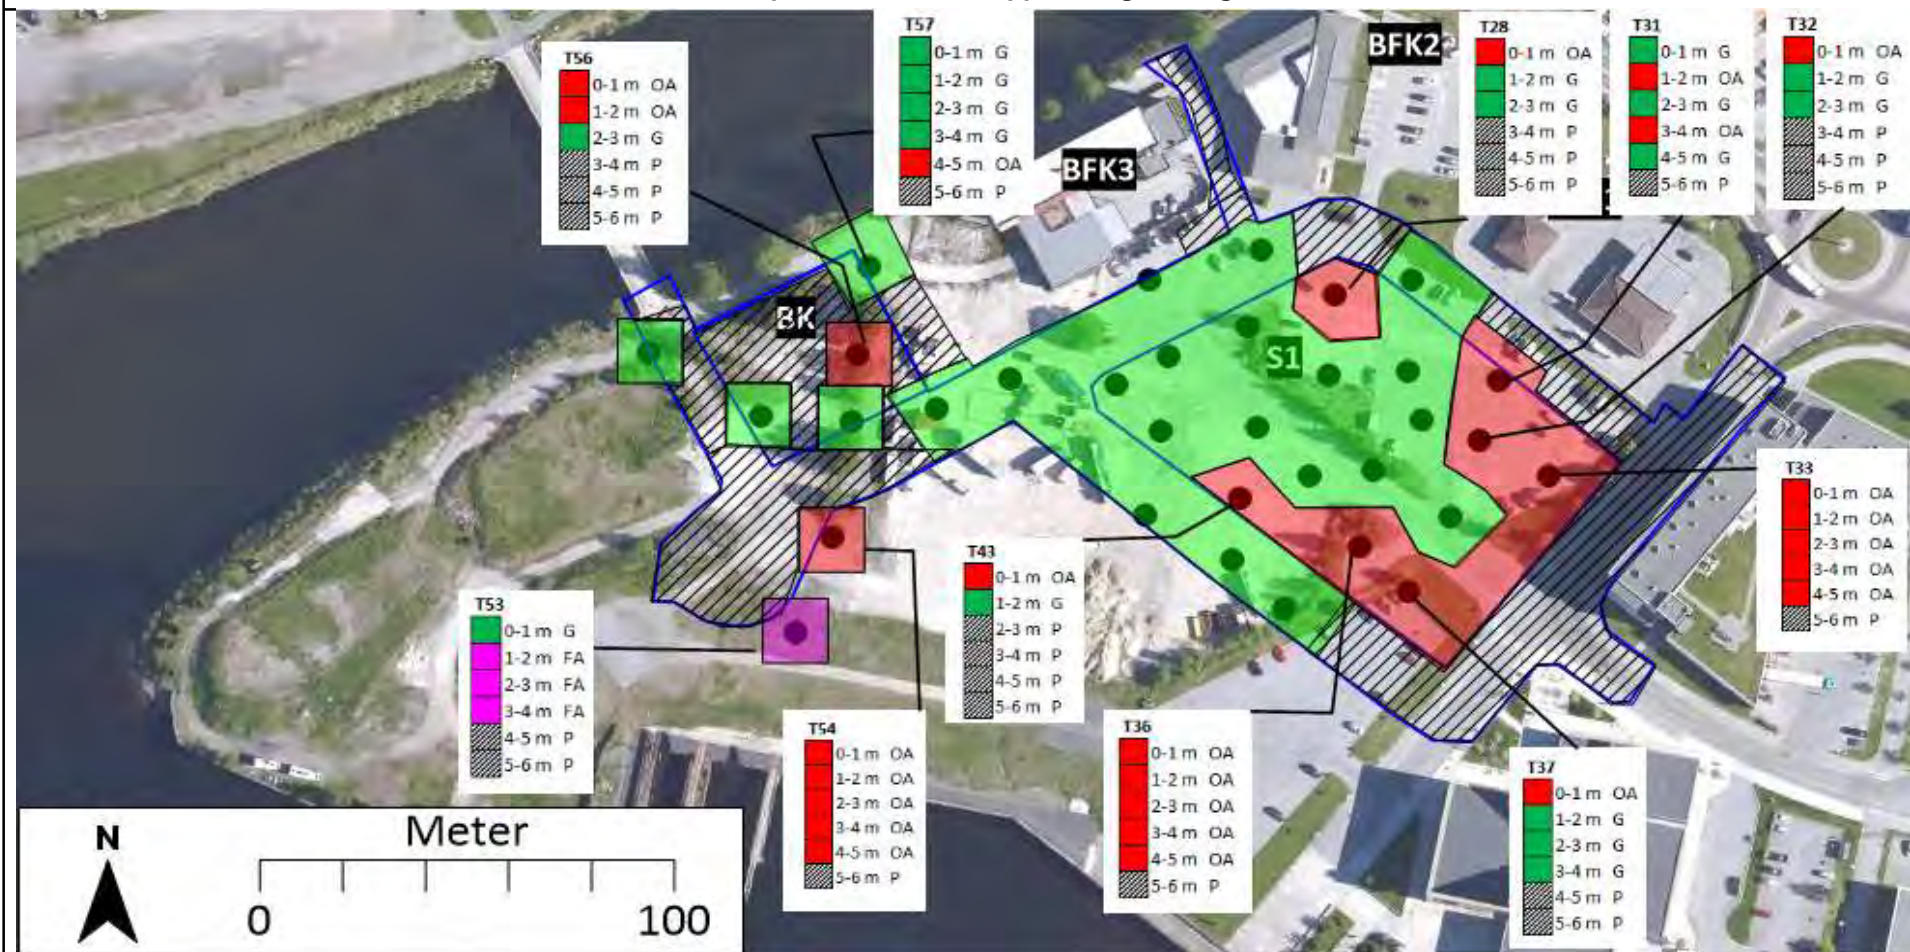 T57
0-1 m G
1-2 m G
2-3 m G
3-4 m G
4-5 m OA
5-6 m P
T56
0-1 m OA
1-2 m OA
2-3 m G
3-4 m P
4-5 m P
5-6 m P
BFK2
T28
0-1 m OA
1-2 m G
2-3 m G
3-4 m P
4-5 m P
5-6 m P
T31
0-1 m G
1-2 m OA
2-3 m G
3-4 m OA
4-5 m G
5-6 m P
T32
0-1 m OA
1-2 m G
2-3 m G
3-4 m P
4-5 m P
5-6 m P
BFK3
BK
S1
T33
0-1 m OA
1-2 m OA
2-3 m OA
3-4 m OA
4-5 m OA
5-6 m P
T43
0-1 m OA
1-2 m G
2-3 m P
3-4 m P
4-5 m P
5-6 m P
T53
0-1 m G
1-2 m FA
2-3 m FA
3-4 m FA
4-5 m P
5-6 m P
T54
0-1 m OA
1-2 m OA
2-3 m OA
3-4 m OA
4-5 m OA
5-6 m P
T36
0-1 m OA
1-2 m OA
2-3 m OA
3-4 m OA
4-5 m OA
5-6 m P
T37
0-1 m OA
1-2 m G
2-3 m G
3-4 m G
4-5 m P
5-6 m P
N
Meter
0 100